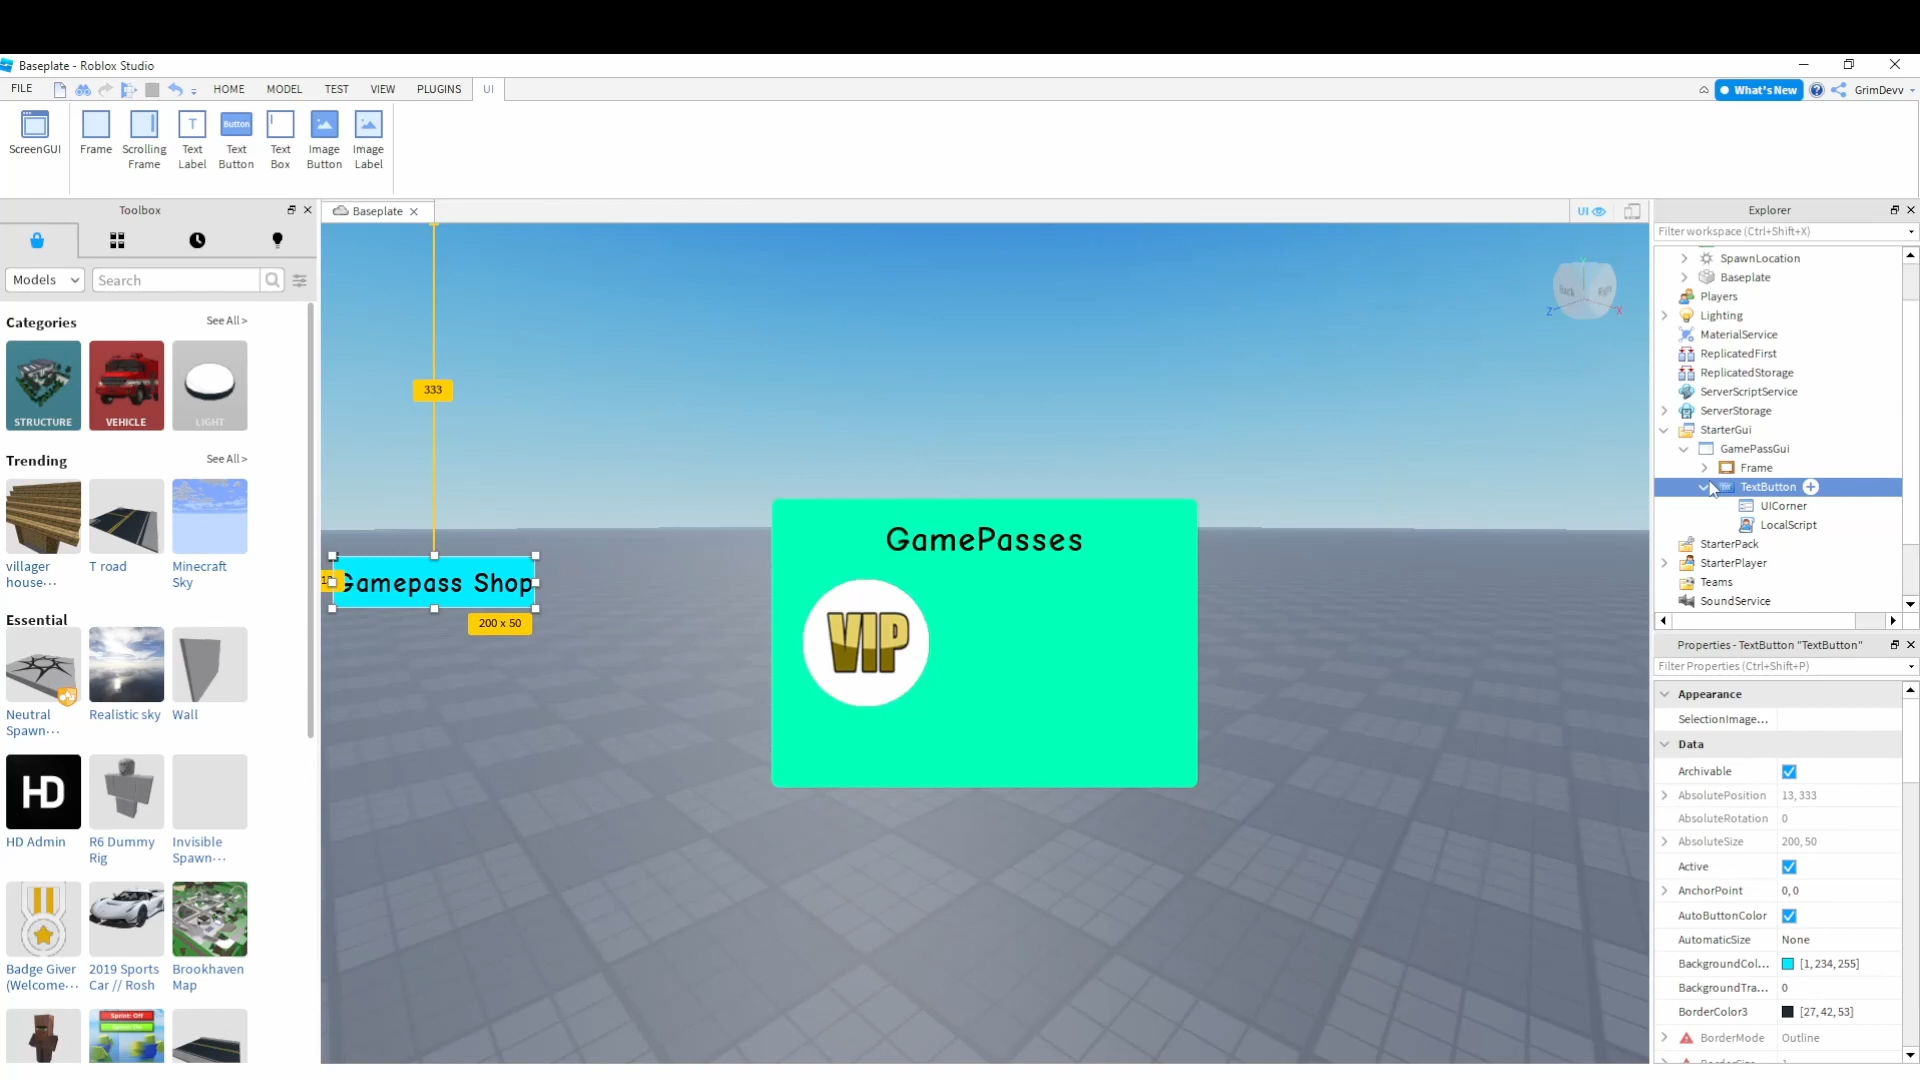 Baseplate - Roblox Studio
FILE
HOME
MODEL
TEST
VIEW
PLUGINS
UI
What's New
GrimDevv
ScreenGUI
Frame
Scrolling
Frame
Text
Label
Button
Text
Button
Text
Box
Image
Button
Image
Label
Toolbox
Baseplate
UI
Explorer
Filter workspace (Ctrl+Shift+X)
Models
Search
Categories
See All >
STRUCTURE
VEHICLE
LIGHT
Trending
See All >
villager
house...
T road
Minecraft
Sky
Essential
Neutral
Spawn...
Realistic sky
Wall
HD
HD Admin
R6 Dummy
Rig
Invisible
Spawn...
Badge Giver
(Welcome...
2019 Sports
Car // Rosh
Brookhaven
Map
Sprint: Off
333
Gamepass Shop
200 x 50
GamePasses
VIP
Back
Right
Y
Z
X
SpawnLocation
Baseplate
Players
Lighting
MaterialService
ReplicatedFirst
ReplicatedStorage
ServerScriptService
ServerStorage
StarterGui
GamePassGui
Frame
TextButton
UICorner
LocalScript
StarterPack
StarterPlayer
Teams
SoundService
Properties - TextButton "TextButton"
Filter Properties (Ctrl+Shift+P)
Appearance
SelectionImage...
Data
Archivable
AbsolutePosition 13, 333
AbsoluteRotation 0
AbsoluteSize 200, 50
Active
AnchorPoint 0, 0
AutoButtonColor
AutomaticSize None
BackgroundCol... [1, 234, 255]
BackgroundTra... 0
BorderColor3 [27, 42, 53]
BorderMode Outline